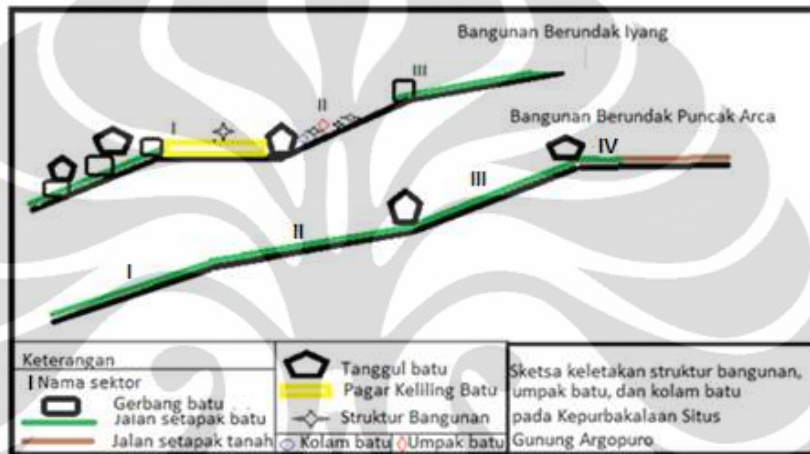 Bangunan Berundak Iyang
III
II
I
Bangunan Berundak Puncak Arca
IV
III
II
I
Keterangan
I Nama sektor
Gerbang batu
Jalan setapak batu
Jalan setapak tanah
Tanggul batu
Pagar Keliling Batu
Struktur Bangunan
Kolam batu Umpak batu
Sketsa keletakan struktur bangunan,
umpak batu, dan kolam batu
pada Kepurbakalaan Situs
Gunung Argopuro